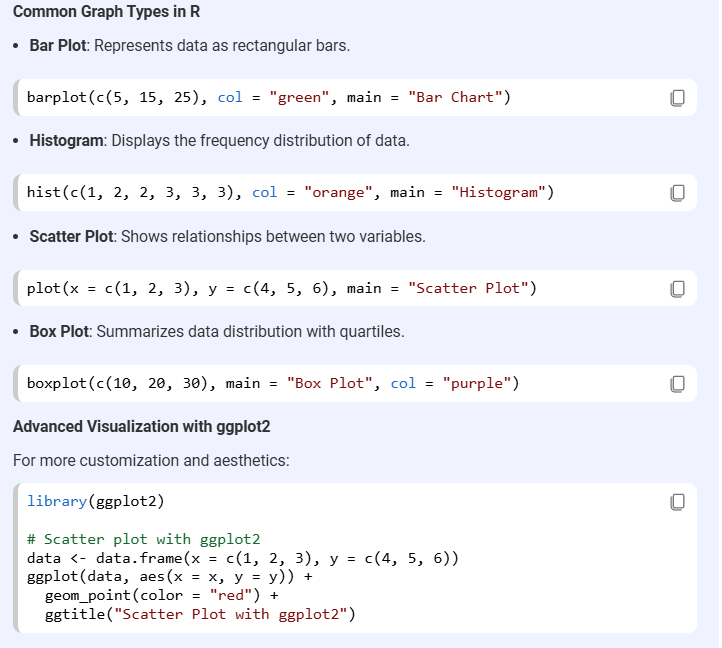 Common Graph Types in R
• Bar Plot: Represents data as rectangular bars.
barplot(c(5, 15, 25), col = "green", main = "Bar Chart")
• Histogram: Displays the frequency distribution of data.
hist(c(1, 2, 2, 3, 3, 3), col = "orange", main = "Histogram")
• Scatter Plot: Shows relationships between two variables.
plot(x = c(1, 2, 3), y = c(4, 5, 6), main = "Scatter Plot")
• Box Plot: Summarizes data distribution with quartiles.
boxplot(c(10, 20, 30), main = "Box Plot", col = "purple")
Advanced Visualization with ggplot2
For more customization and aesthetics:
library(ggplot2)
# Scatter plot with ggplot2
data <- data.frame(x = c(1, 2, 3), y = c(4, 5, 6))
ggplot(data, aes(x = x, y = y)) +
  geom_point(color = "red") +
  ggtitle("Scatter Plot with ggplot2")